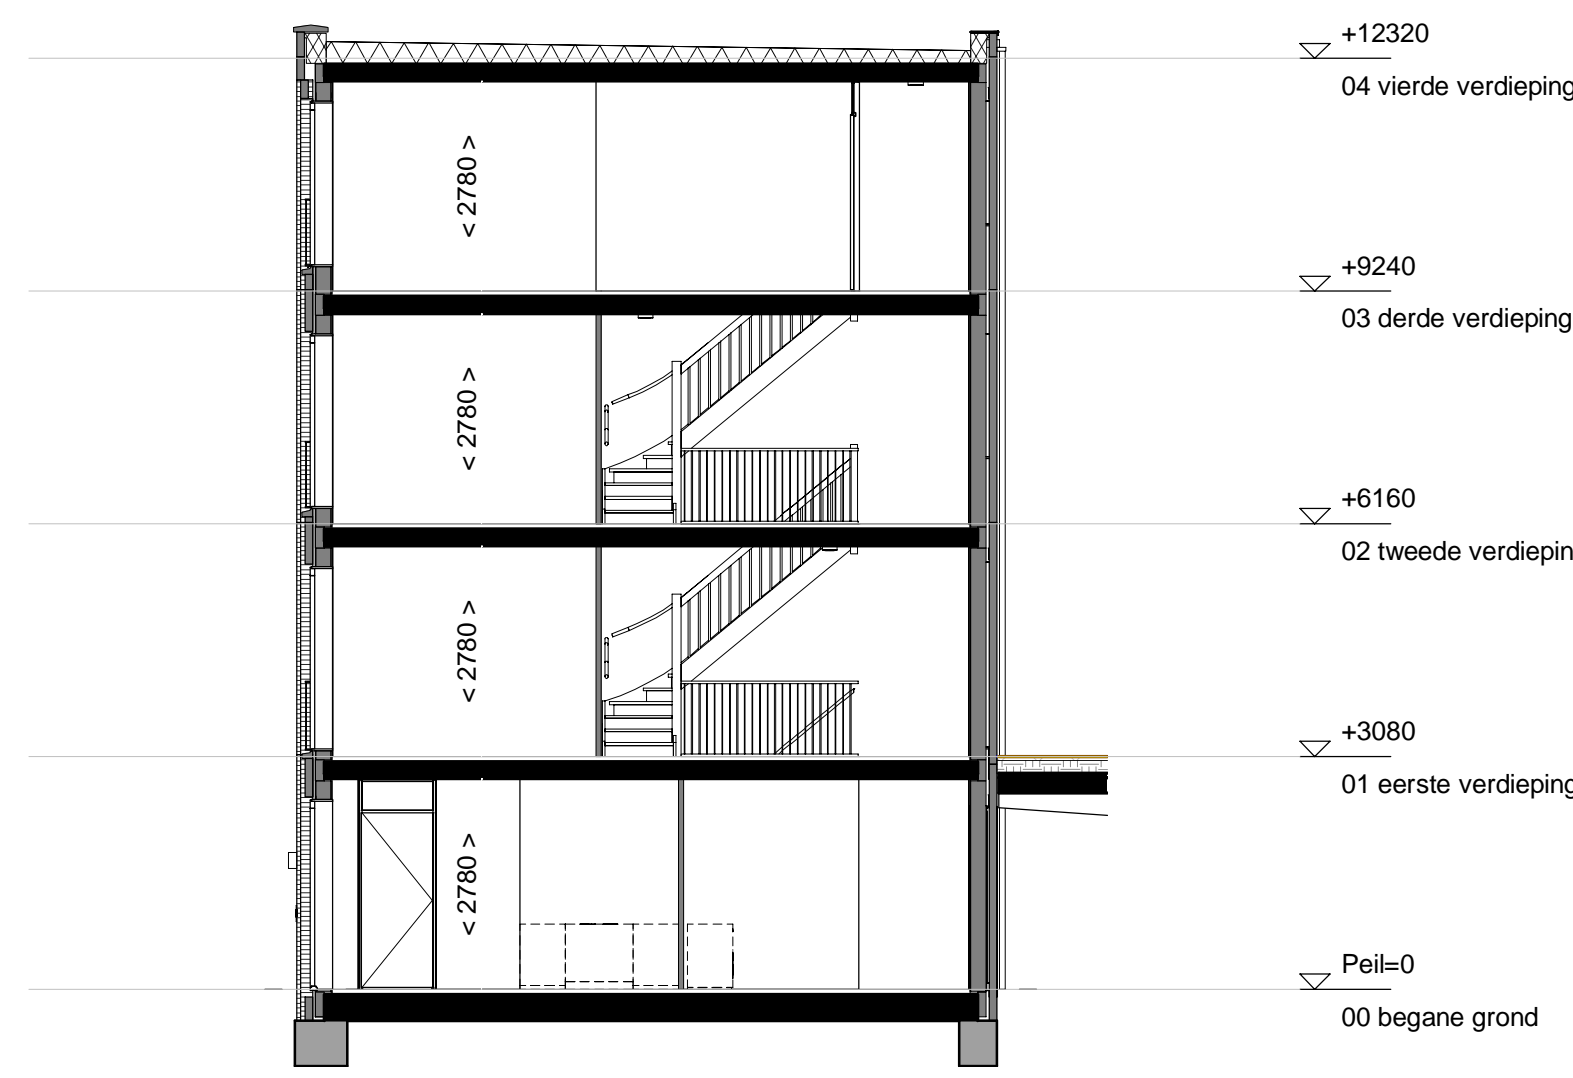 +12320
04 vierde verdieping
< 2780 >
+9240
03 derde verdieping
< 2780 >
+6160
02 tweede verdiepin
< 2780 >
+3080
01 eerste verdieping
< 2780 >
Peil=0
00 begane grond